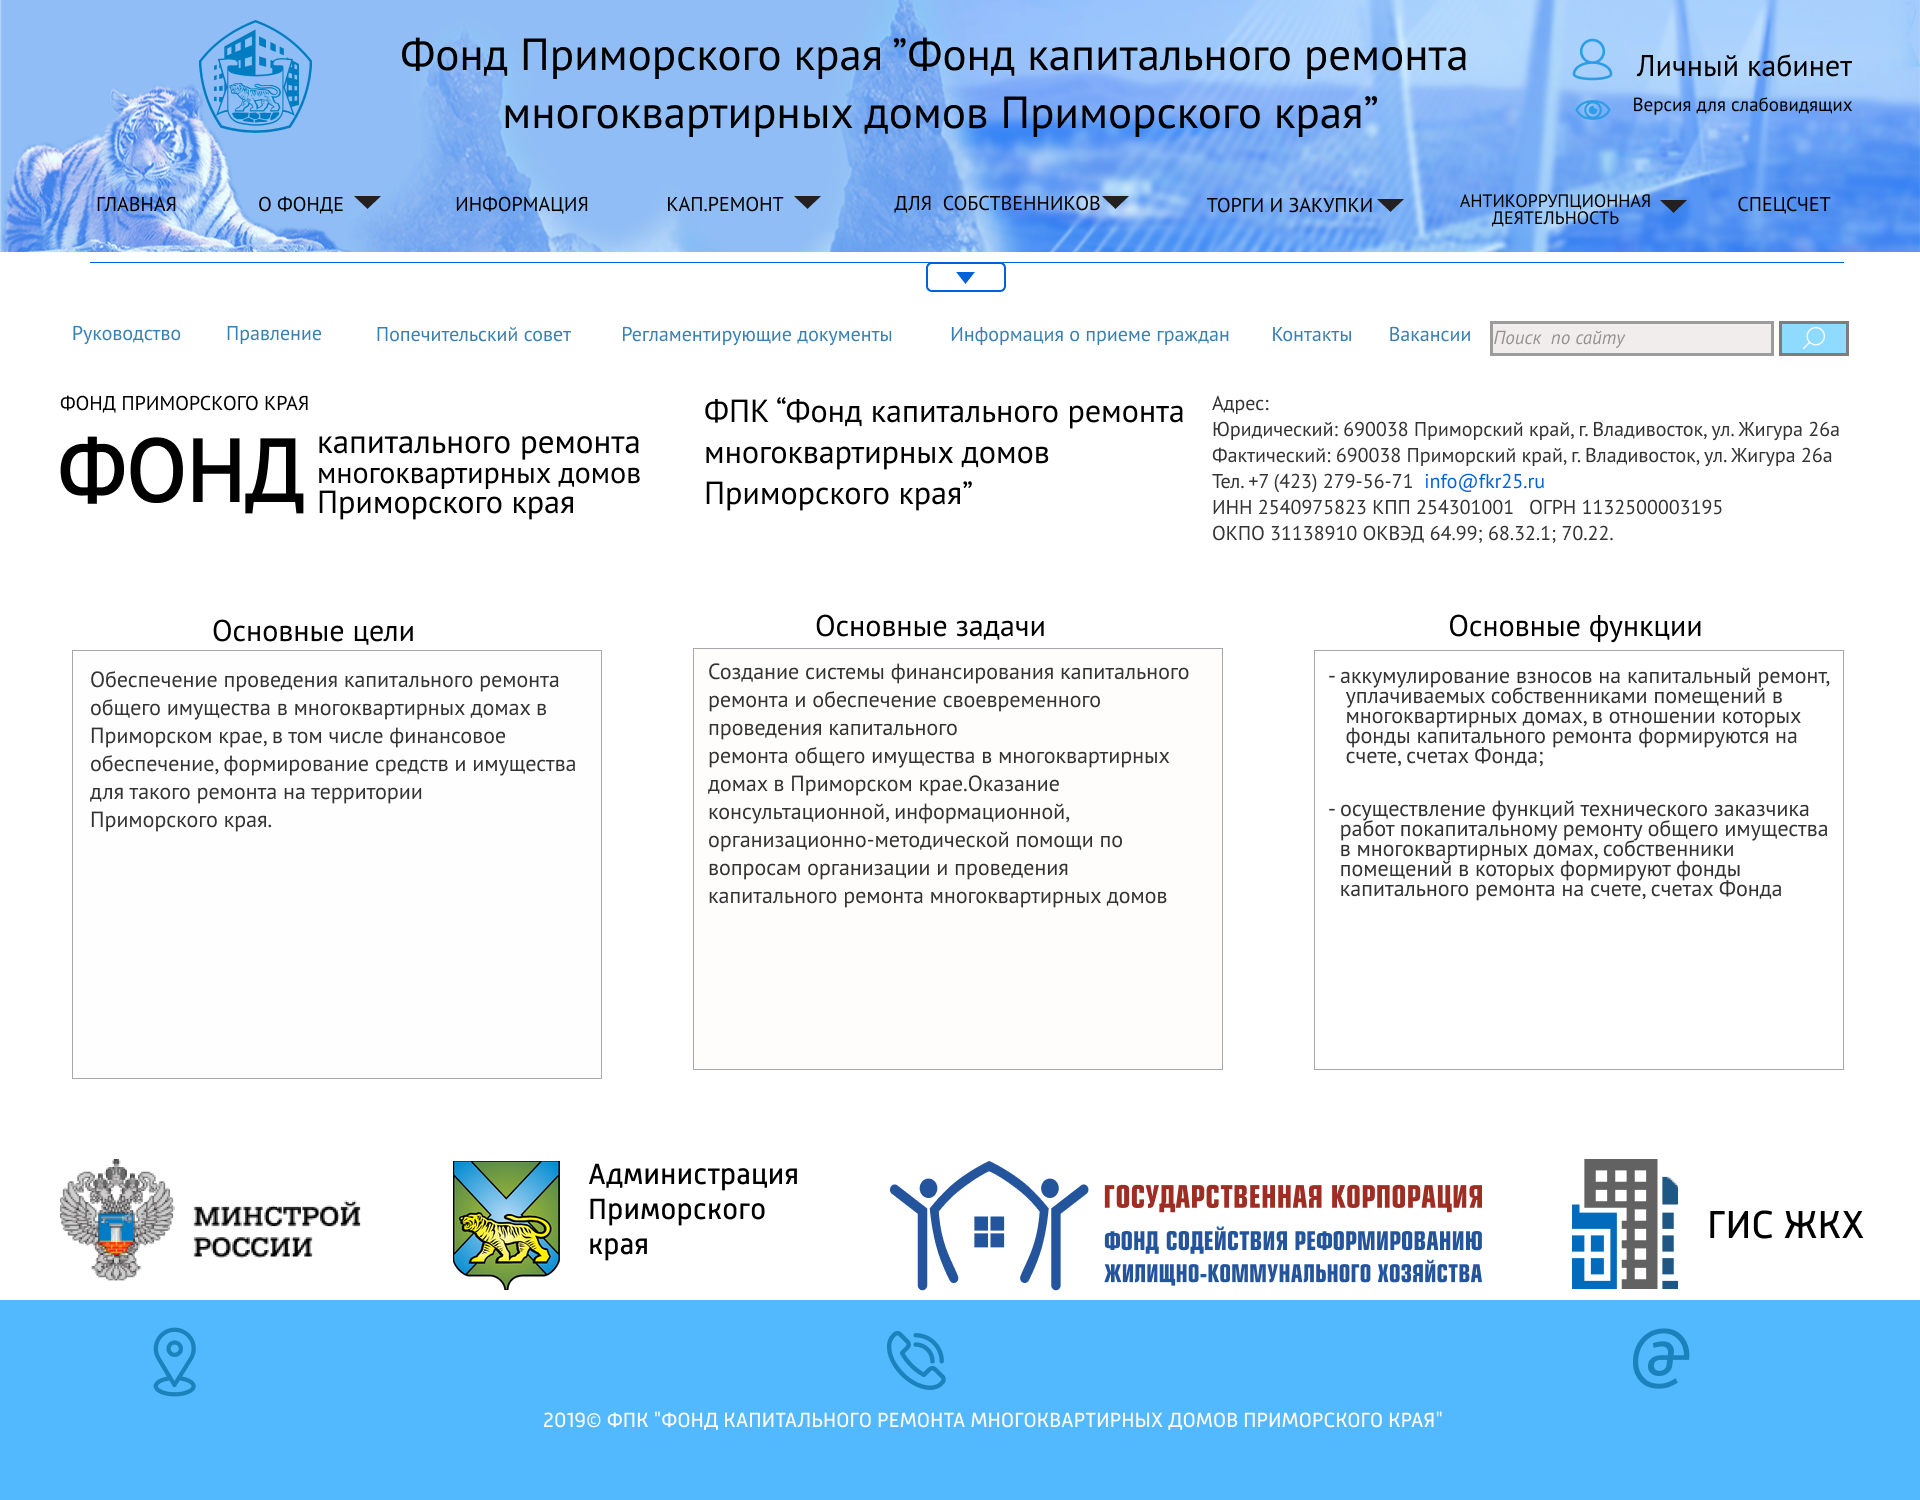 Фонд Приморского края ”Фонд капитального ремонта
многоквартирных домов Приморского края”
Личный кабинет
Версия для слабовидящих
ГЛАВНАЯ
О ФОНДЕ
ИНФОРМАЦИЯ
КАП.РЕМОНТ
ДЛЯ СОБСТВЕННИКОВ
ТОРГИ И ЗАКУПКИ
АНТИКОРРУПЦИОННАЯ
ДЕЯТЕЛЬНОСТЬ
СПЕЦСЧЕТ
Руководство
Правление
Попечительский совет
Регламентирующие документы
Информация о приеме граждан
Контакты
Вакансии
Поиск по сайту
ФОНД ПРИМОРСКОГО КРАЯ
ФОНД
капитального ремонта
многоквартирных домов
Приморского края
ФПК “Фонд капитального ремонта
многоквартирных домов
Приморского края”
Адрес:
Юридический: 690038 Приморский край, г. Владивосток, ул. Жигура 26а
Фактический: 690038 Приморский край, г. Владивосток, ул. Жигура 26а
Тел. +7 (423) 279-56-71 info@fkr25.ru
ИНН 2540975823 КПП 254301001 ОГРН 1132500003195
ОКПО 31138910 ОКВЭД 64.99; 68.32.1; 70.22.
Основные цели
Обеспечение проведения капитального ремонта
общего имущества в многоквартирных домах в
Приморском крае, в том числе финансовое
обеспечение, формирование средств и имущества
для такого ремонта на территории
Приморского края.
Основные задачи
Создание системы финансирования капитального
ремонта и обеспечение своевременного
проведения капитального
ремонта общего имущества в многоквартирных
домах в Приморском крае.Оказание
консультационной, информационной,
организационно-методической помощи по
вопросам организации и проведения
капитального ремонта многоквартирных домов
Основные функции
- аккумулирование взносов на капитальный ремонт,
уплачиваемых собственниками помещений в
многоквартирных домах, в отношении которых
фонды капитального ремонта формируются на
счете, счетах Фонда;
- осуществление функций технического заказчика
работ покапитальному ремонту общего имущества
в многоквартирных домах, собственники
помещений в которых формируют фонды
капитального ремонта на счете, счетах Фонда
МИНСТРОЙ
РОССИИ
Администрация
Приморского
края
ГОСУДАРСТВЕННАЯ КОРПОРАЦИЯ
ФОНД СОДЕЙСТВИЯ РЕФОРМИРОВАНИЮ
ЖИЛИЩНО-КОММУНАЛЬНОГО ХОЗЯЙСТВА
ГИС ЖКХ
2019© ФПК "ФОНД КАПИТАЛЬНОГО РЕМОНТА МНОГОКВАРТИРНЫХ ДОМОВ ПРИМОРСКОГО КРАЯ"